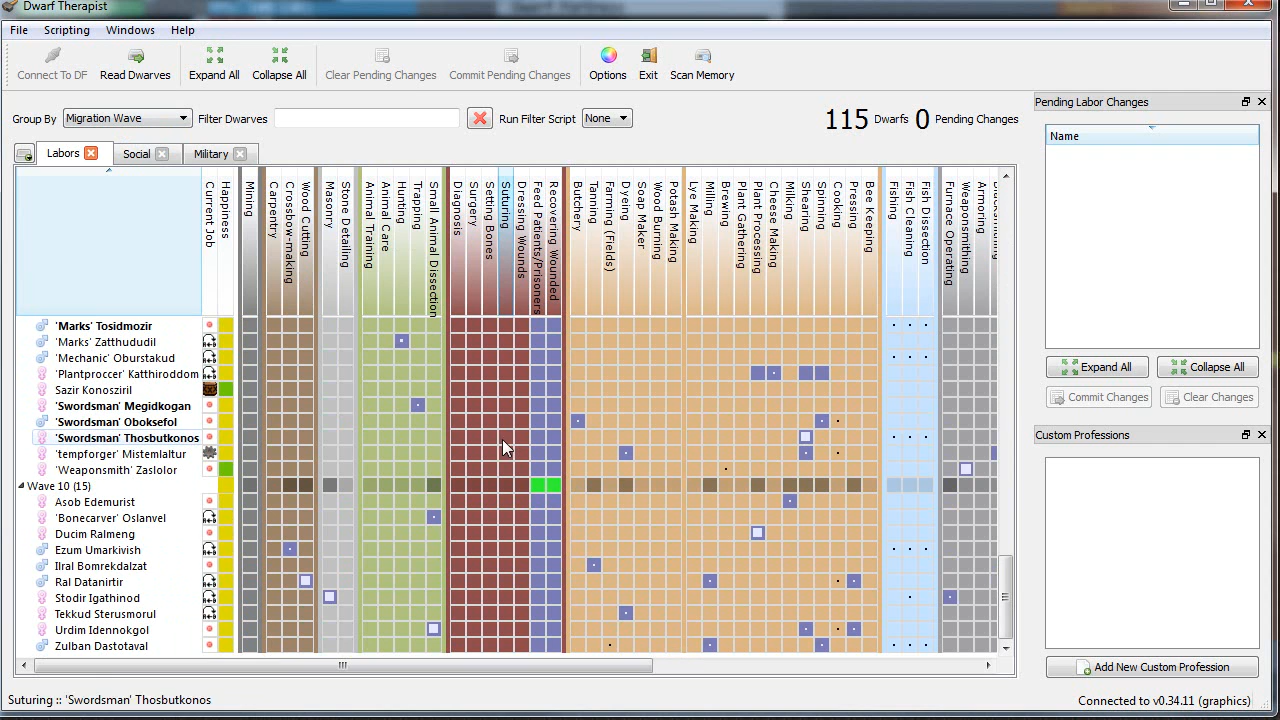 Dwarf Therapist
File Scripting Windows Help
Connect To DF Read Dwarves Expand All Collapse All Clear Pending Changes Commit Pending Changes Options Exit Scan Memory
Group By Migration Wave Filter Dwarves Run Filter Script None 115 Dwarfs 0 Pending Changes
Labors Social Military
Current Job
Happiness
Mining
Carpentry
Crossbow-making
Wood Cutting
Masonry
Stone Detailing
Animal Training
Animal Care
Hunting
Trapping
Small Animal Dissection
Diagnosis
Surgery
Setting Bones
Suturing
Dressing Wounds
Feed Patients/Prisoners
Recovering Wounded
Butchery
Tanning
Farming (Fields)
Dyeing
Soap Maker
Wood Burning
Potash Making
Lye Making
Milling
Brewing
Plant Gathering
Plant Processing
Cheese Making
Milking
Shearing
Spinning
Cooking
Pressing
Bee Keeping
Fishing
Fish Cleaning
Fish Dissection
Furnace Operating
Weaponsmithing
Armoring
'Marks' Tosidmozir
'Marks' Zatthududil
'Mechanic' Oburstakud
'Plantproccer' Katthiroddom
Sazir Konosziril
'Swordsman' Megidkogan
'Swordsman' Oboksefol
'Swordsman' Thosbutkonos
'tempforger' Mistemlaltur
'Weaponsmith' Zaslolor
Wave 10 (15)
Asob Edemurist
'Bonecarver' Oslanvel
Ducim Ralmeng
Ezum Umarkivish
Ilral Bomrekdalzat
Ral Datanirtir
Stodir Igathinod
Tekkud Sterusmorul
Urdim Idennokgol
Zulban Dastotaval
Pending Labor Changes
Name
Expand All Collapse All
Commit Changes Clear Changes
Custom Professions
Add New Custom Profession
Suturing :: 'Swordsman' Thosbutkonos
Connected to v0.34.11 (graphics)